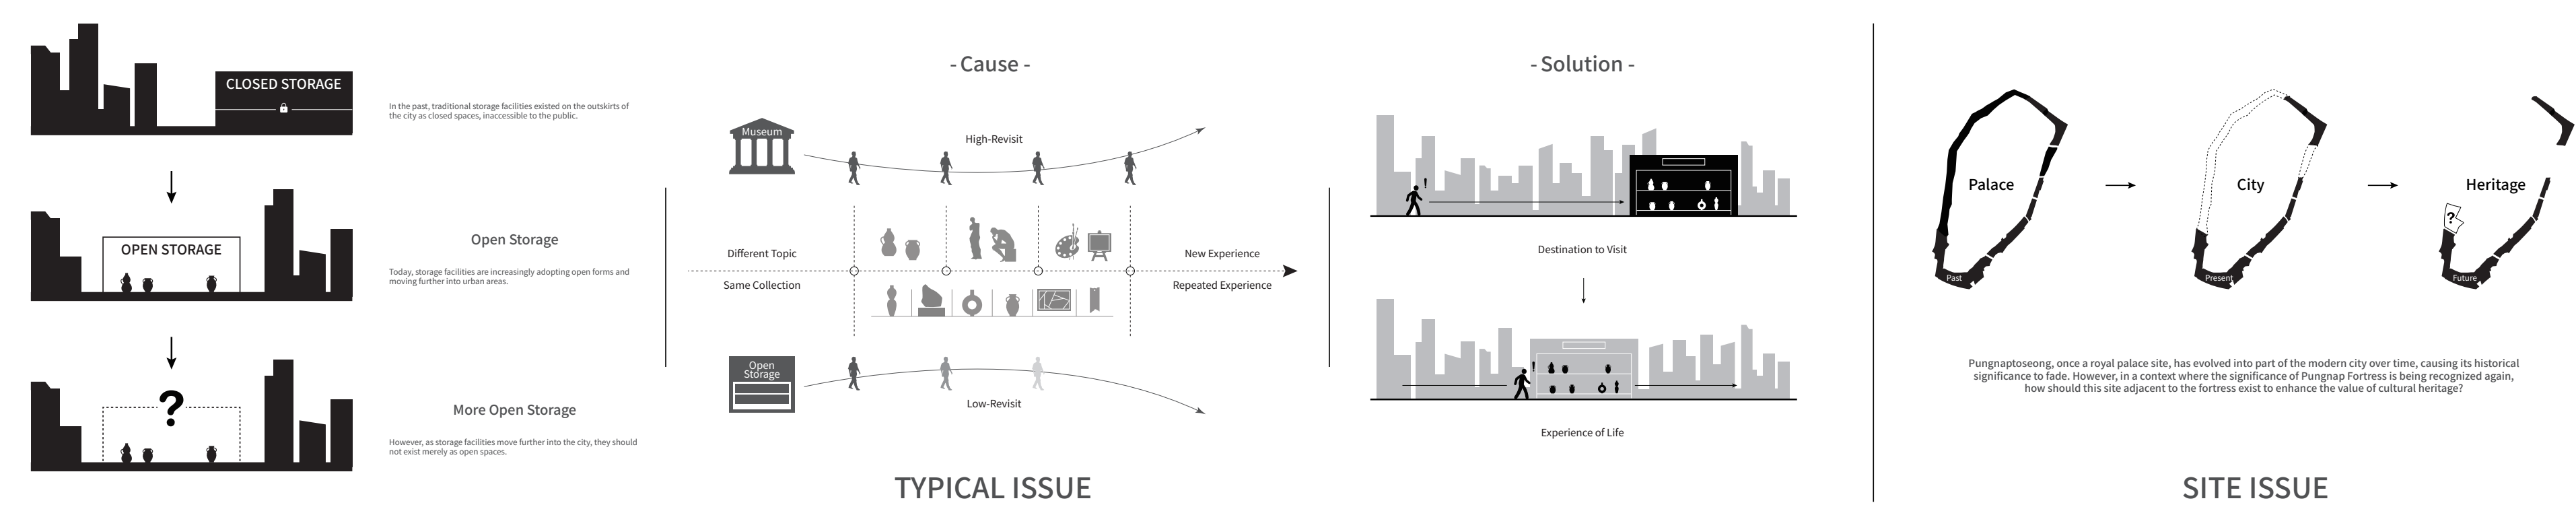 CLOSED STORAGE
In the past, traditional storage facilities existed on the outskirts of
the city as closed spaces, inaccessible to the public.
OPEN STORAGE
Open Storage
Today, storage facilities are increasingly adopting open forms and
moving further into urban areas.
?
More Open Storage
However, as storage facilities move further into the city, they should
not exist merely as open spaces.
- Cause -
Museum
High-Revisit
Different Topic
Same Collection
New Experience
Repeated Experience
Open
Storage
Low-Revisit
- Solution -
!
Destination to Visit
!
Experience of Life
TYPICAL ISSUE
Palace
Past
City
Present
Heritage
?
Future
Pungnaptoseong, once a royal palace site, has evolved into part of the modern city over time, causing its historical
significance to fade. However, in a context where the significance of Pungnap Fortress is being recognized again,
how should this site adjacent to the fortress exist to enhance the value of cultural heritage?
SITE ISSUE